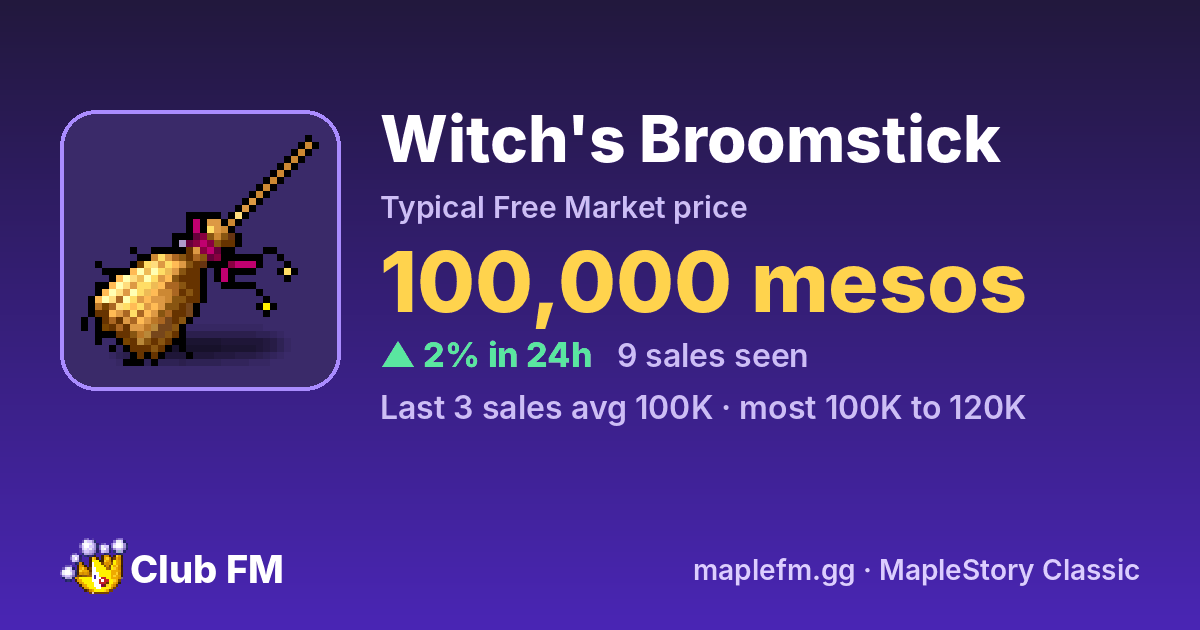 Witch's Broomstick
Typical Free Market price
100,000 mesos
▲ 2% in 24h 9 sales seen
Last 3 sales avg 100K · most 100K to 120K
Club FM
maplefm.gg · MapleStory Classic